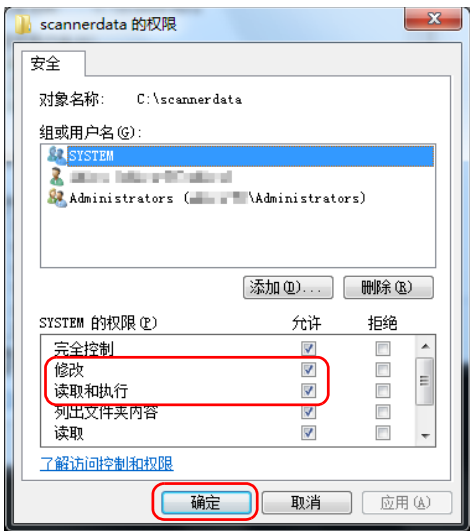 scannerdata 的权限
安全
对象名称: C:\scannerdata
组或用户名(G):
SYSTEM
Administrators ( \Administrators)
添加(D)... 删除(R)
SYSTEM 的权限(P) 允许 拒绝
完全控制
修改
读取和执行
列出文件夹内容
读取
了解访问控制和权限
确定 取消 应用(A)